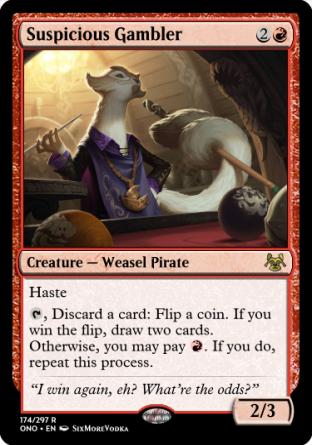 Suspicious Gambler 2
Creature — Weasel Pirate
Haste
, Discard a card: Flip a coin. If you
win the flip, draw two cards.
Otherwise, you may pay . If you do,
repeat this process.
“I win again, eh? What's the odds?”
174/297 R
ONO • EN SixMoreVodka
2/3